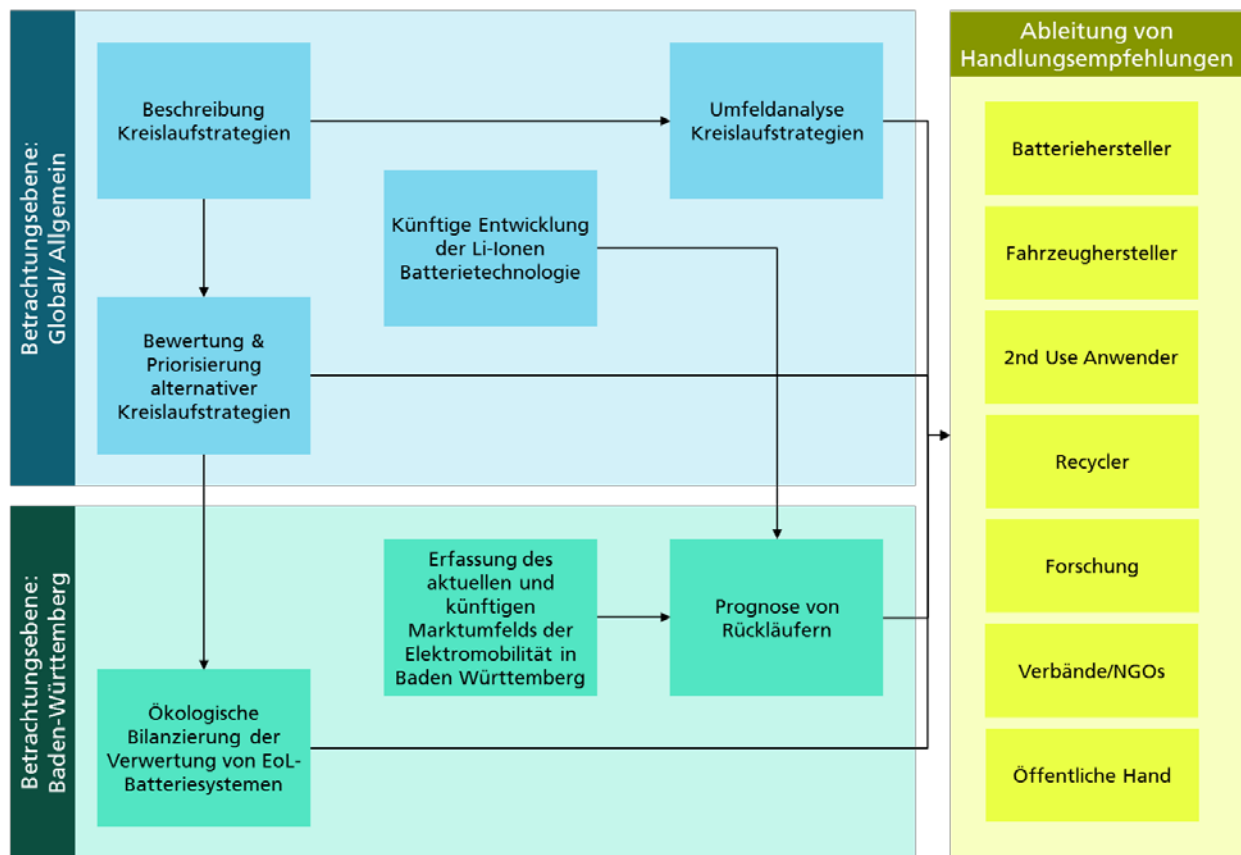 Betrachtungsebene:
Global/ Allgemein
Beschreibung
Kreislaufstrategien
Umfeldanalyse
Kreislaufstrategien
Künftige Entwicklung
der Li-Ionen
Batterietechnologie
Bewertung &
Priorisierung
alternativer
Kreislaufstrategien
Betrachtungsebene:
Baden-Württemberg
Erfassung des
aktuellen und
künftigen
Marktumfelds der
Elektromobilität in
Baden Württemberg
Prognose von
Rückläufern
Ökologische
Bilanzierung der
Verwertung von EoL-
Batteriesystemen
Ableitung von
Handlungsempfehlungen
Batteriehersteller
Fahrzeughersteller
2nd Use Anwender
Recycler
Forschung
Verbände/NGOs
Öffentliche Hand